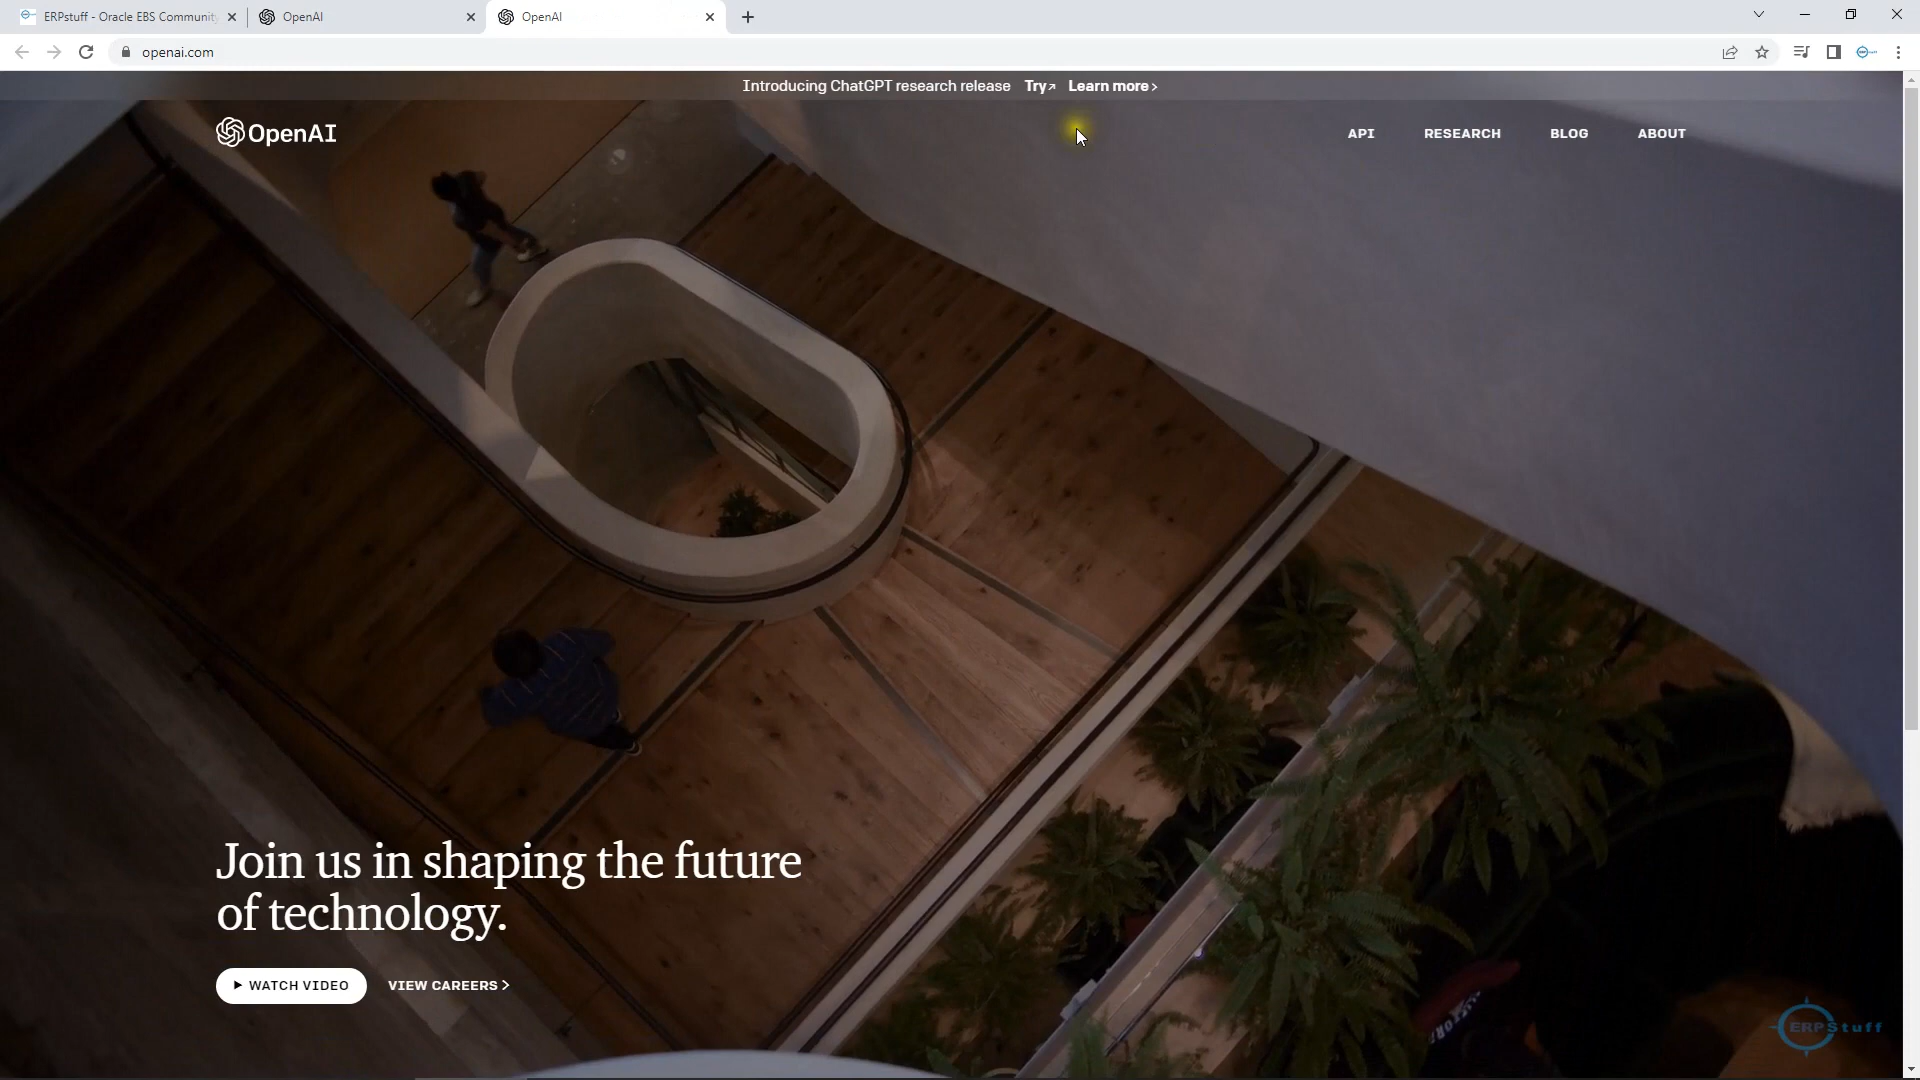 ERPstuff - Oracle EBS Community
OpenAI
OpenAI
openai.com
Introducing ChatGPT research release Try↗ Learn more >
OpenAI
API
RESEARCH
BLOG
ABOUT
Join us in shaping the future
of technology.
WATCH VIDEO
VIEW CAREERS >
ERPStuff